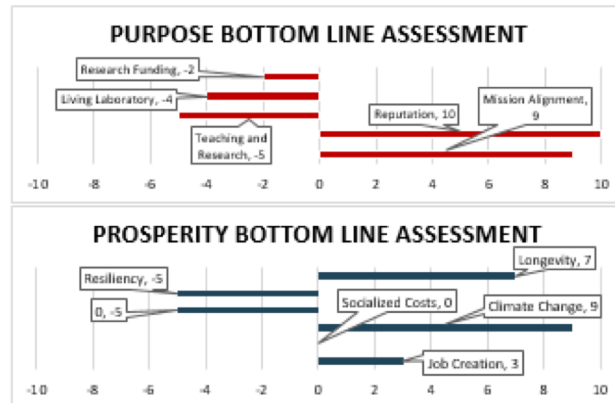 PURPOSE BOTTOM LINE ASSESSMENT
Research Funding, -2
Living Laboratory, -4
Mission Alignment,
9
Reputation, 10
Teaching and
Research, -5
-10 -8 -6 -4 -2 0 2 4 6 8 10
PROSPERITY BOTTOM LINE ASSESSMENT
Longevity, 7
Resiliency, -5
Socialized Costs, 0
Climate Change, 9
0, -5
Job Creation, 3
-10 -8 -6 -4 -2 0 2 4 6 8 10